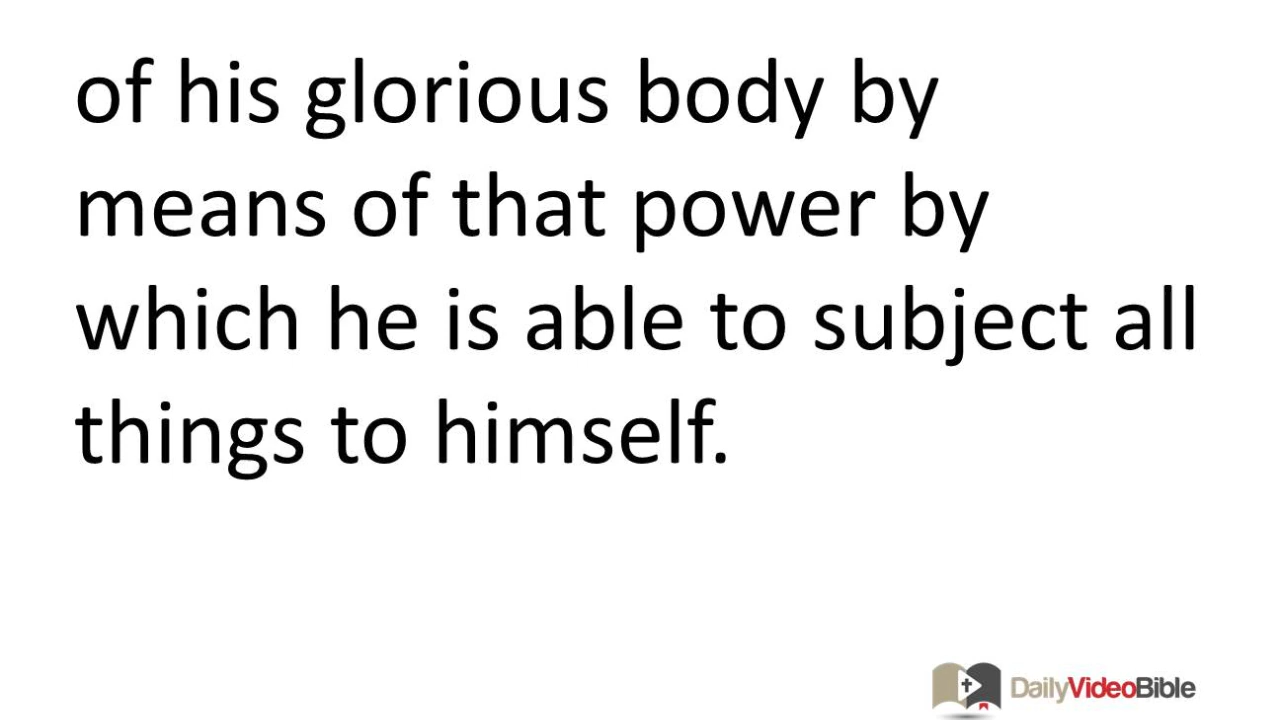 of his glorious body by
means of that power by
which he is able to subject all
things to himself.
DailyVideoBible